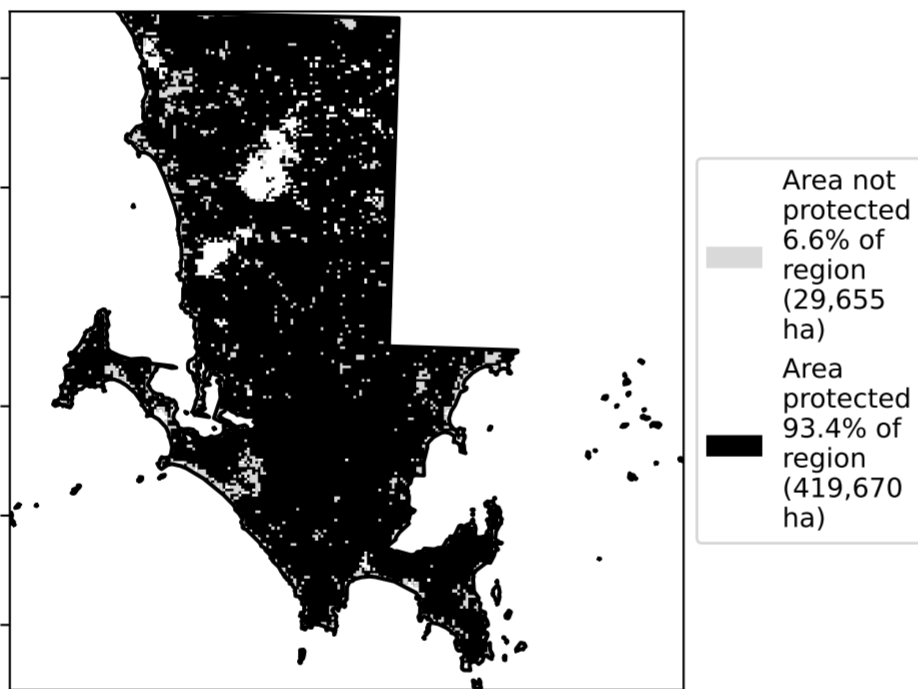 Area not
protected
6.6% of
region
(29,655
ha)
Area
protected
93.4% of
region
(419,670
ha)